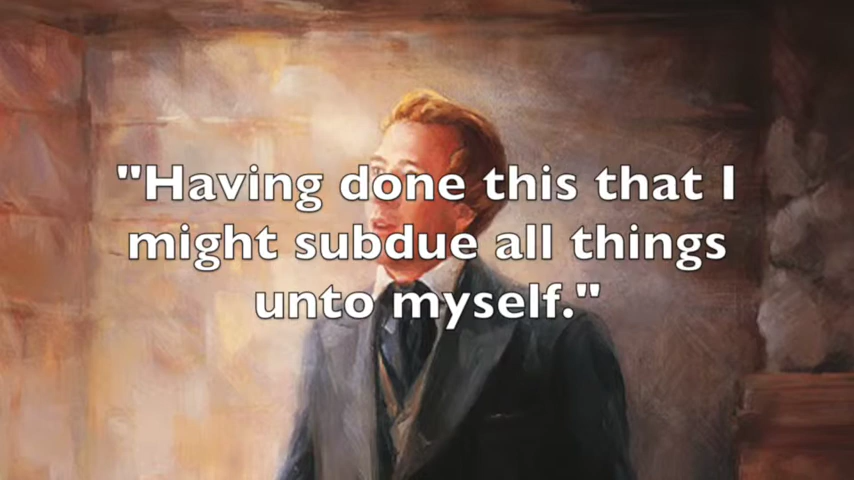 "Having done this that I
might subdue all things
unto myself."